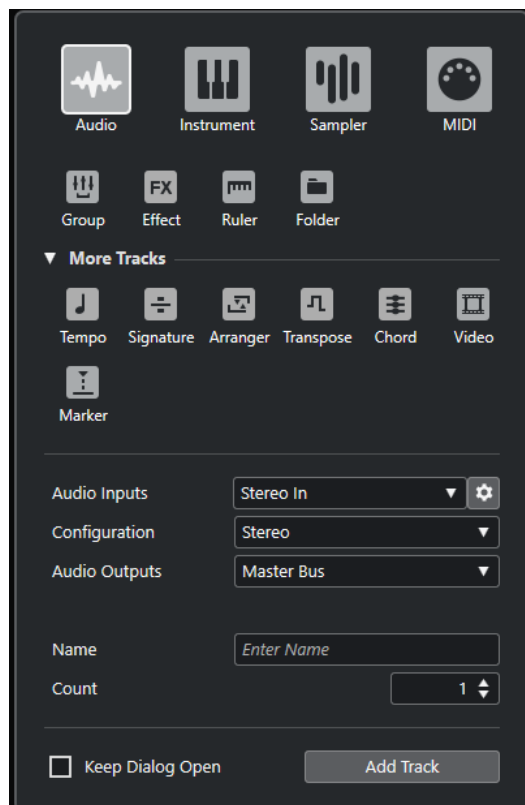 Audio Instrument Sampler MIDI
FX
Group Effect Ruler Folder
▼ More Tracks
Tempo Signature Arranger Transpose Chord Video
Marker
Audio Inputs Stereo In
Configuration Stereo
Audio Outputs Master Bus
Name Enter Name
Count 1
Keep Dialog Open Add Track